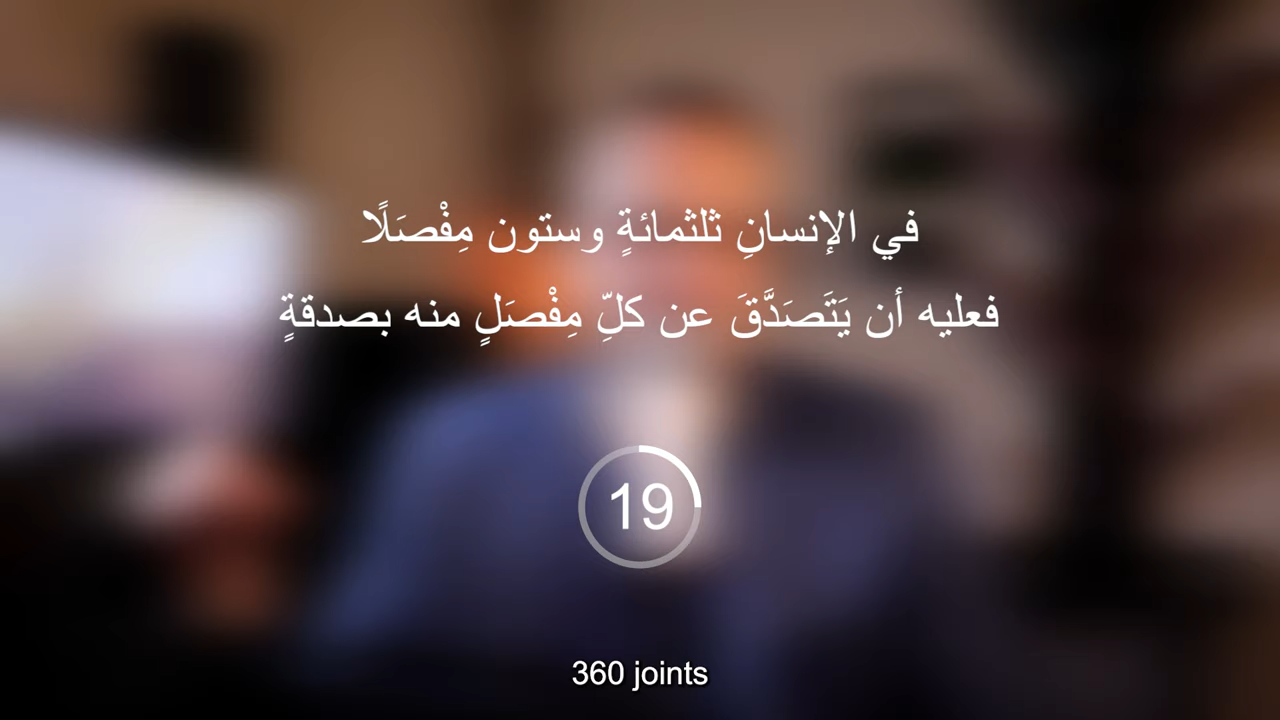 في الإنسانِ ثلثمائةٍ وستون مِفْصَلًا
فعليه أن يَتَصَدَّقَ عن كلِّ مِفْصَلٍ منه بصدقةٍ
19
360 joints